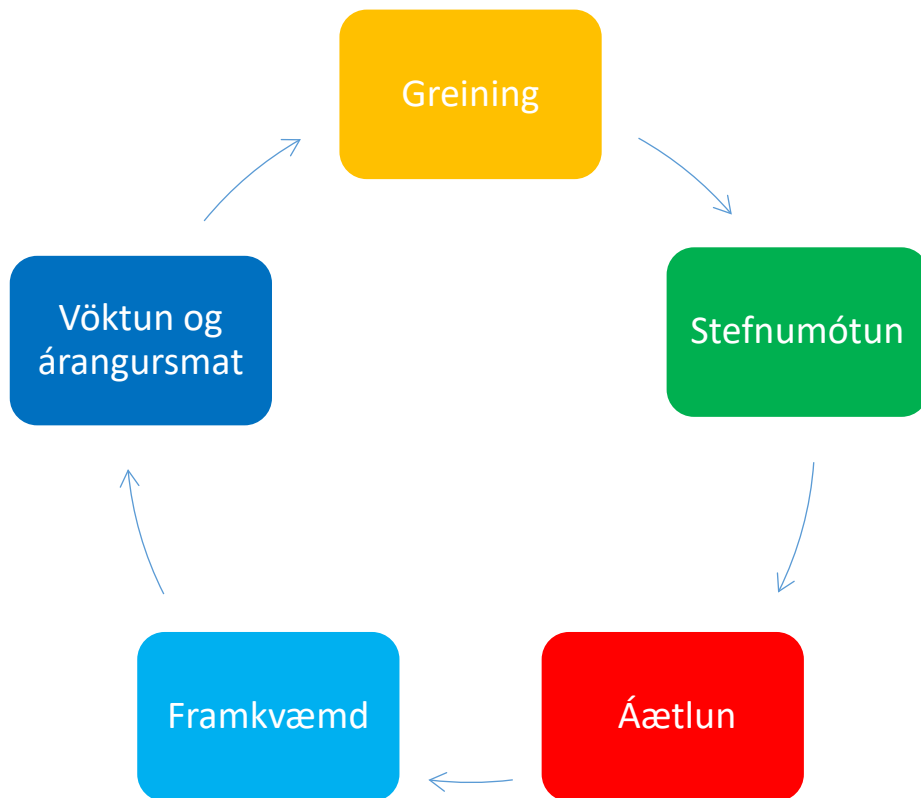 Greining
Stefnumótun
Áætlun
Framkvæmd
Vöktun og
árangursmat